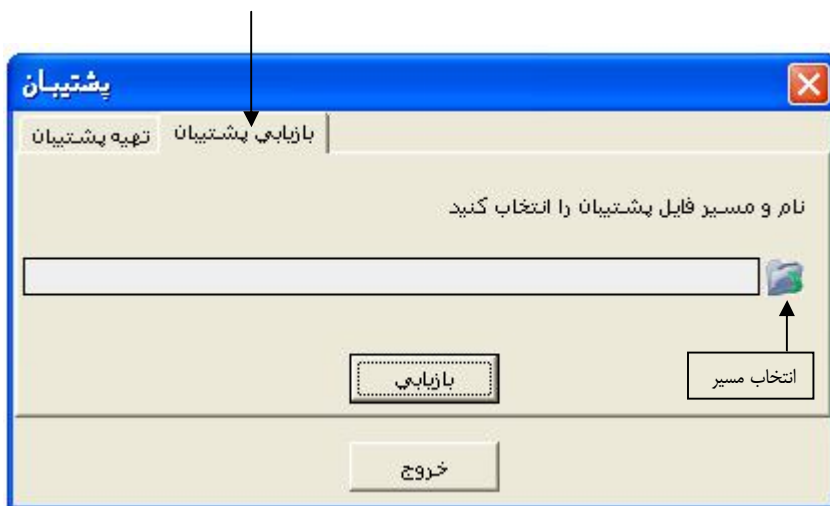 پشتیبان
تهیه پشتیبان
بازیابی پشتیبان
نام و مسیر فایل پشتیبان را انتخاب کنید
انتخاب مسیر
بازیابی
خروج